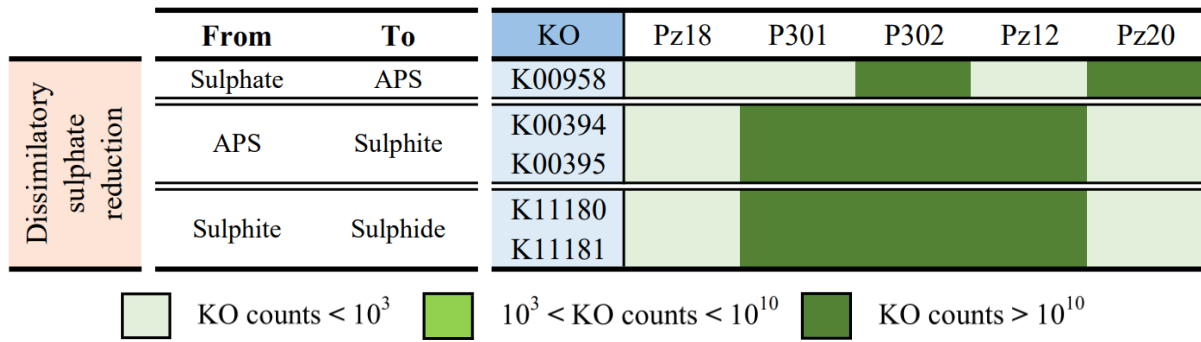 From To KO Pz18 P301 P302 Pz12 Pz20
Dissimilatory
sulphate
reduction
Sulphate APS K00958
APS Sulphite K00394
K00395
Sulphite Sulphide K11180
K11181
KO counts < 10³ 10³ < KO counts < 10¹⁰ KO counts > 10¹⁰